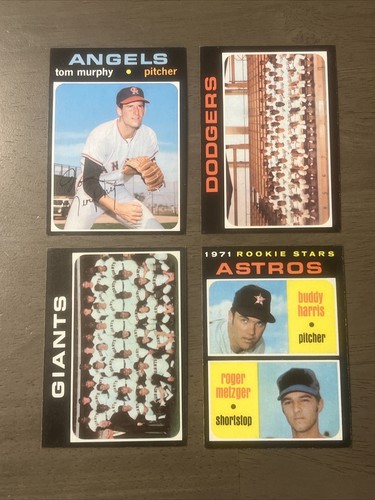 ANGELS
tom murphy • pitcher
DODGERS
GIANTS
1971 ROOKIE STARS
ASTROS
buddy
harris
•
pitcher
roger
metzger
•
shortstop